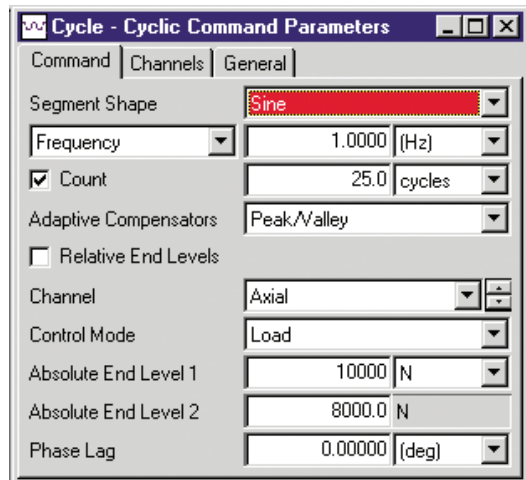 Cycle - Cyclic Command Parameters
Command Channels General
Segment Shape Sine
Frequency 1.0000 (Hz)
Count 25.0 cycles
Adaptive Compensators Peak/Valley
Relative End Levels
Channel Axial
Control Mode Load
Absolute End Level 1 10000 N
Absolute End Level 2 8000.0 N
Phase Lag 0.00000 (deg)